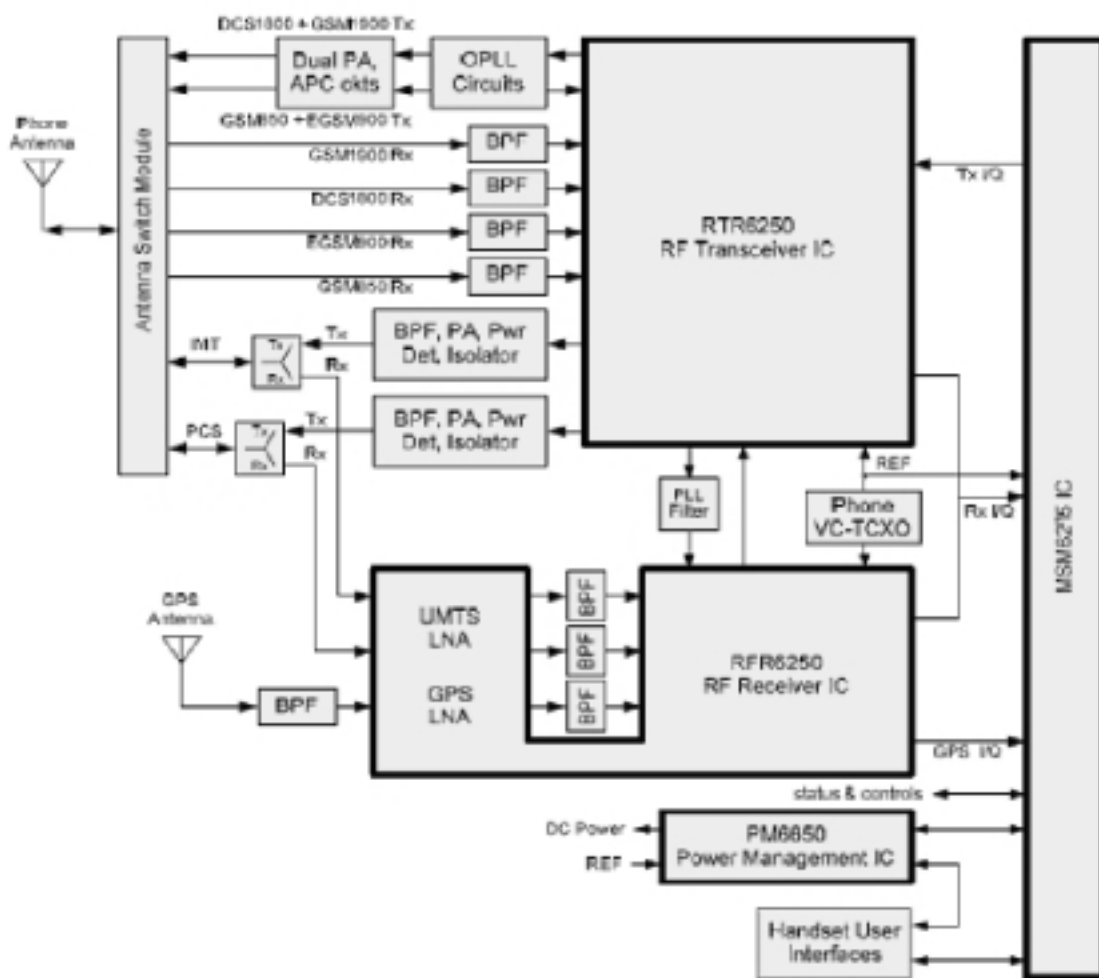 DCS1800 + GSM1900 Tx
Dual PA,
APC ckts
OPLL
Circuits
Phone
Antenna
Antenna Switch Module
GSM850 + EGSM900 Tx
BPF
GSM1900 Rx
BPF
DCS1800 Rx
BPF
EGSM900 Rx
BPF
GSM850 Rx
RTR6250
RF Transceiver IC
Tx I/Q
IMT
Tx
Rx
Tx
Rx
BPF, PA, Pwr
Det, Isolator
PCS
Tx
Rx
Tx
Rx
BPF, PA, Pwr
Det, Isolator
PLL
Filter
REF
Phone
VC-TCXO
Rx I/Q
GPS
Antenna
BPF
UMTS
LNA
GPS
LNA
BPF
BPF
BPF
RFR6250
RF Receiver IC
GPS I/Q
status & controls
DC Power
REF
PM6650
Power Management IC
Handset User
Interfaces
MSM6275 IC